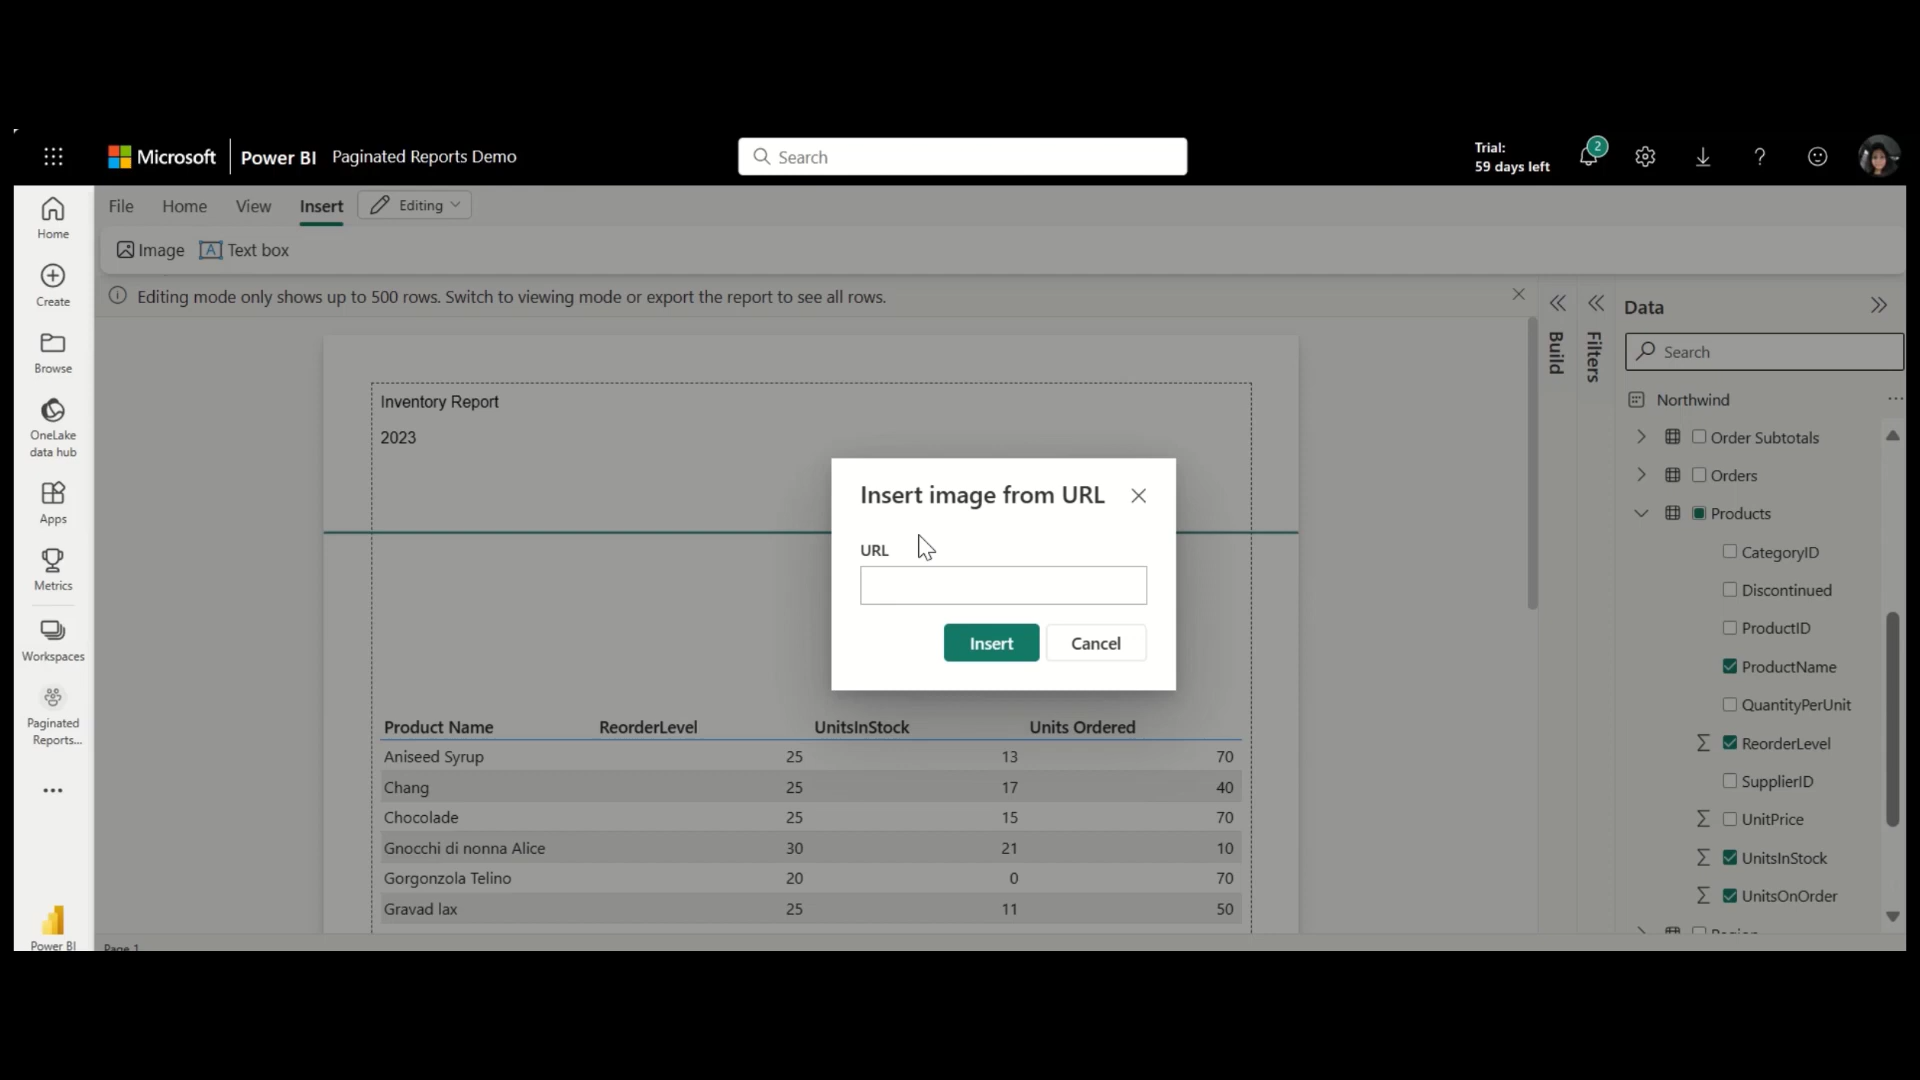 Microsoft Power BI Paginated Reports Demo
Search
Trial:
59 days left
2
File Home View Insert Editing
Image Text box
Editing mode only shows up to 500 rows. Switch to viewing mode or export the report to see all rows.
Home
Create
Browse
OneLake
data hub
Apps
Metrics
Workspaces
Paginated
Reports...
Power BI
Inventory Report
2023
Insert image from URL
URL
Insert Cancel
Product Name ReorderLevel UnitsInStock Units Ordered
Aniseed Syrup 25 13 70
Chang 25 17 40
Chocolade 25 15 70
Gnocchi di nonna Alice 30 21 10
Gorgonzola Telino 20 0 70
Gravad lax 25 11 50
Page 1
Build
Filters
Data
Search
Northwind
Order Subtotals
Orders
Products
CategoryID
Discontinued
ProductID
ProductName
QuantityPerUnit
ReorderLevel
SupplierID
UnitPrice
UnitsInStock
UnitsOnOrder
Region